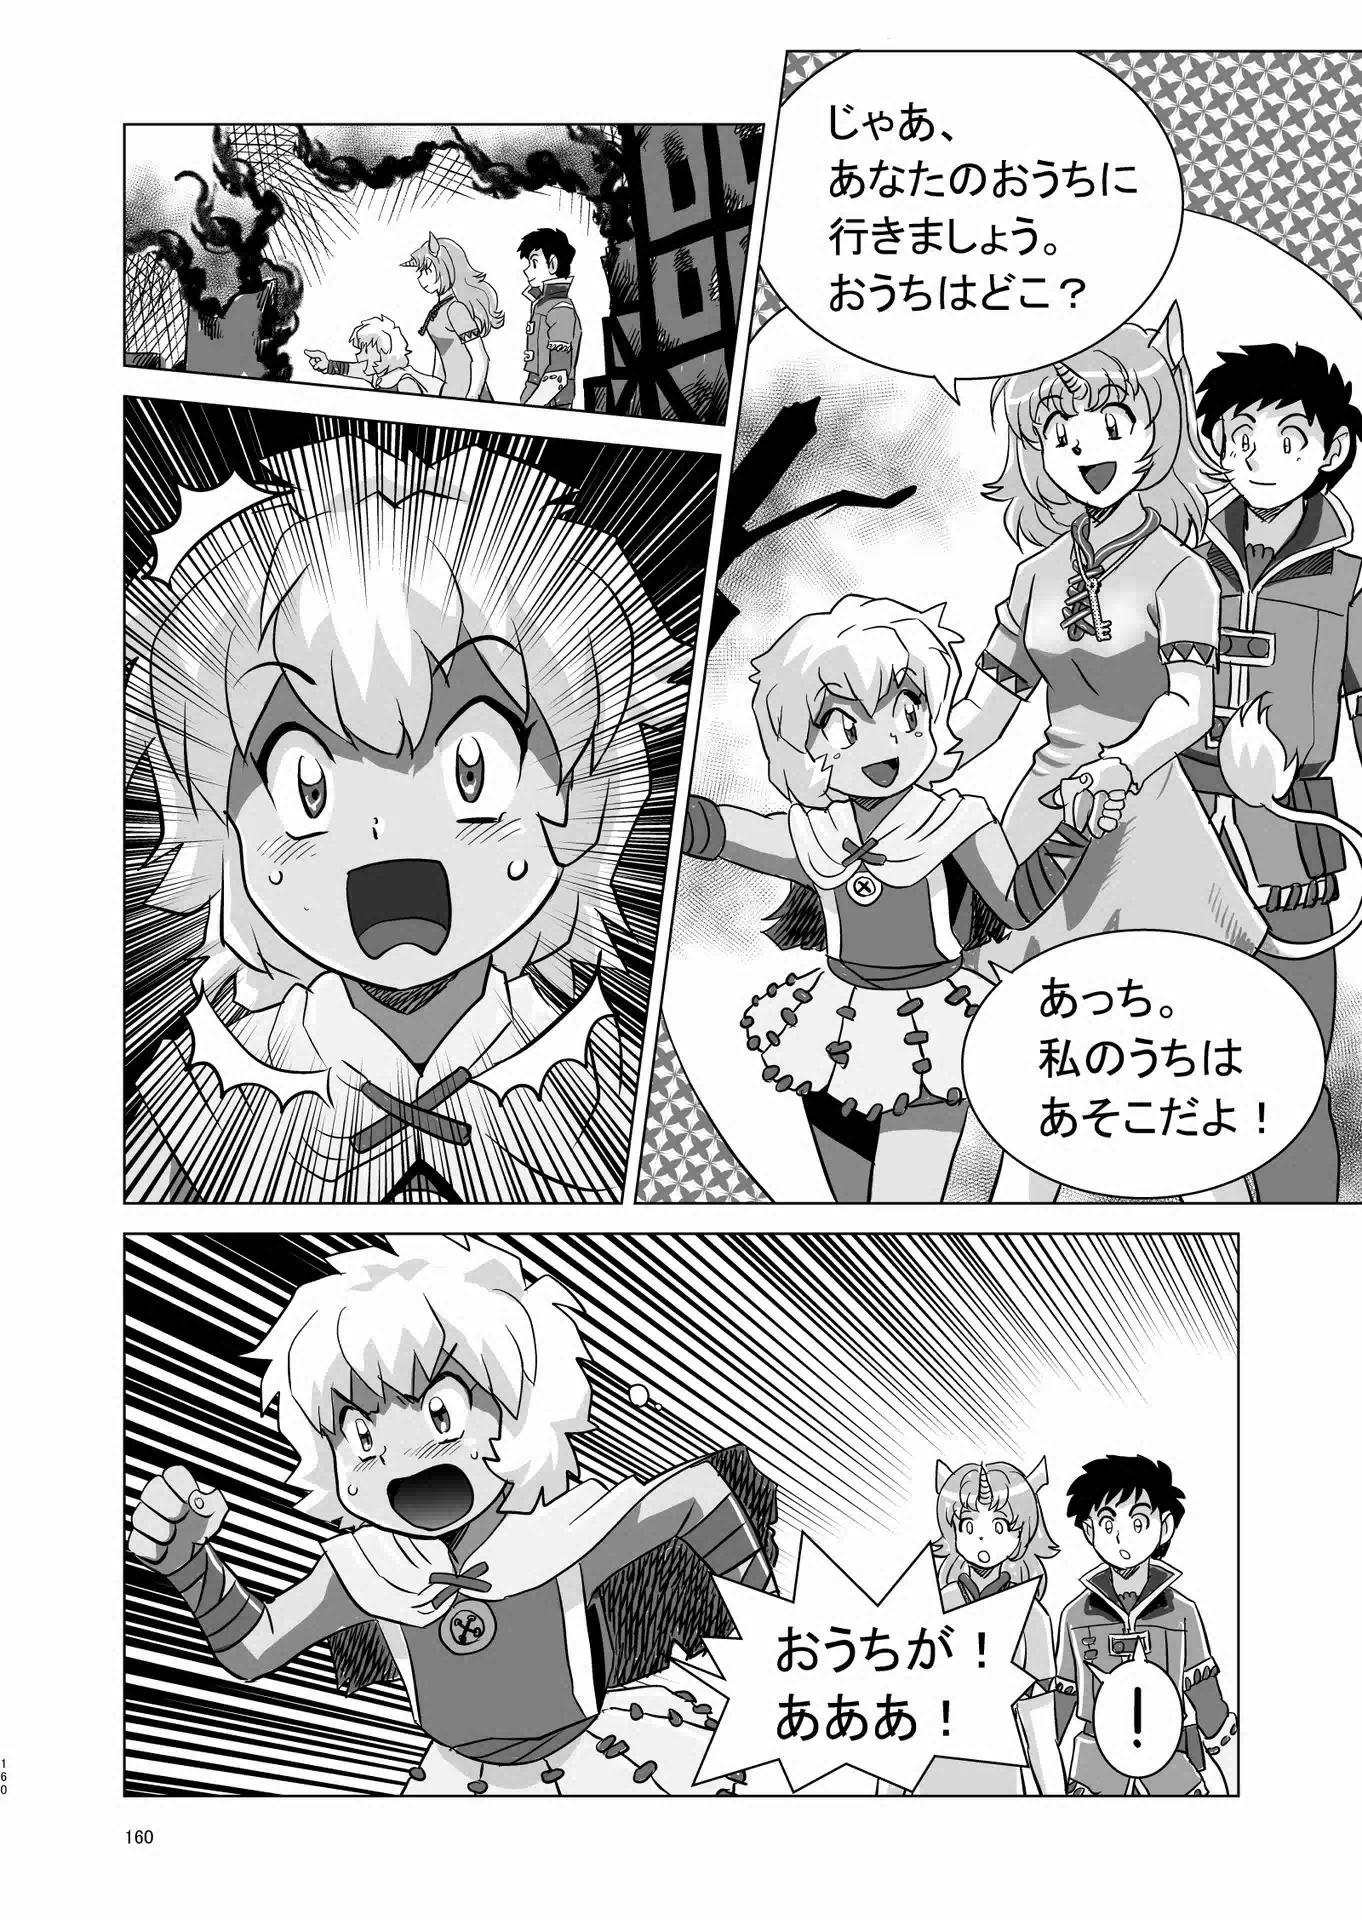 じゃあ、
あなたのおうちに
行きましょう。
おうちはどこ？
あっち。
私のうちは
あそこだよ！
おうちが！
あああ！
！
160
160